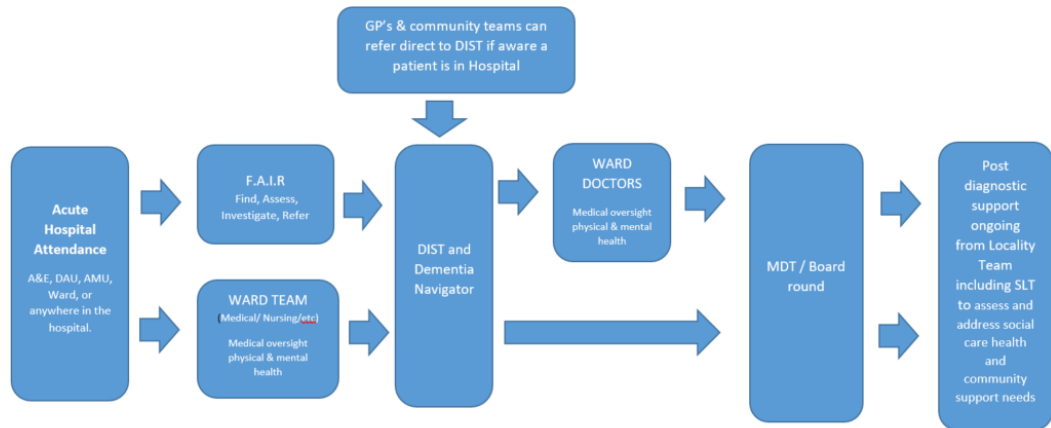 GP's & community teams can
refer direct to DIST if aware a
patient is in Hospital
Acute
Hospital
Attendance
A&E, DAU, AMU,
Ward, or
anywhere in the
hospital.
F.A.I.R
Find, Assess,
Investigate, Refer
WARD TEAM
(Medical/ Nursing/etc)
Medical oversight
physical & mental
health
DIST and
Dementia
Navigator
WARD
DOCTORS
Medical oversight
physical & mental
health
MDT / Board
round
Post
diagnostic
support
ongoing
from Locality
Team
including SLT
to assess and
address social
care health
and
community
support needs